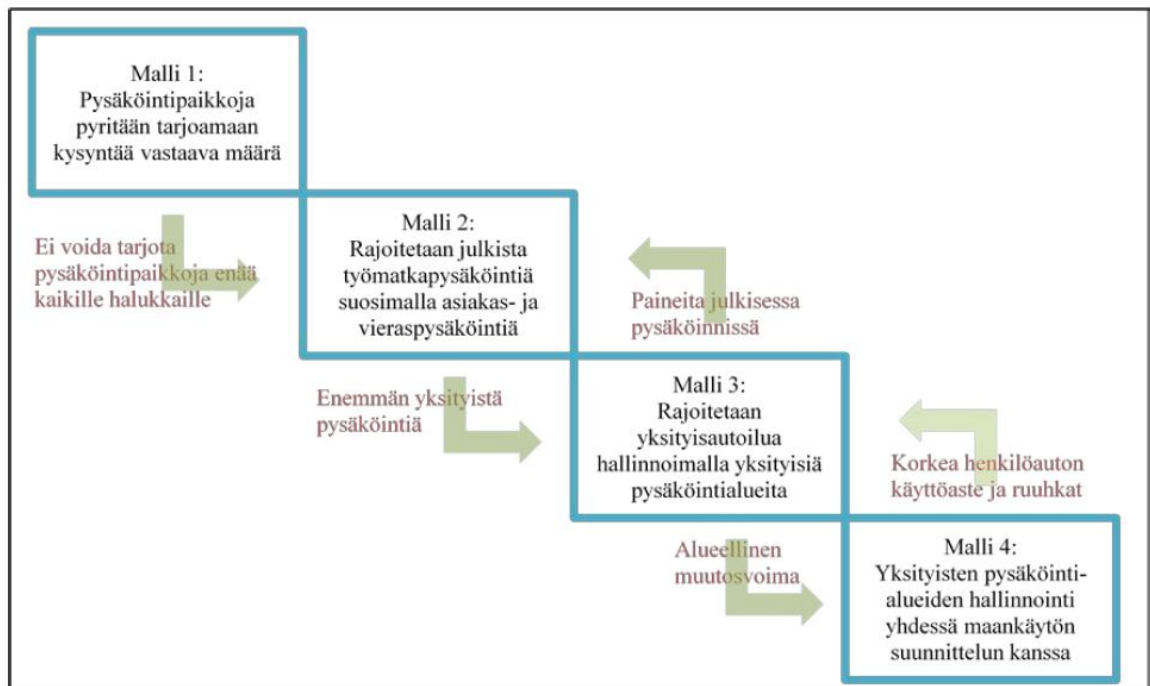 Malli 1:
Pysäköintipaikkoja
pyritään tarjoamaan
kysyntää vastaava määrä
Ei voida tarjota
pysäköintipaikkoja enää
kaikille halukkaille
Malli 2:
Rajoitetaan julkista
työmatkapysäköintiä
suosimalla asiakas- ja
vieraspysäköintiä
Paineita julkisessa
pysäköinnissä
Enemmän yksityistä
pysäköintiä
Malli 3:
Rajoitetaan
yksityisautoilua
hallinnoimalla yksityisiä
pysäköintialueita
Korkea henkilöauton
käyttöaste ja ruuhkat
Alueellinen
muutosvoima
Malli 4:
Yksityisten pysäköinti-
alueiden hallinnointi
yhdessä maankäytön
suunnittelun kanssa